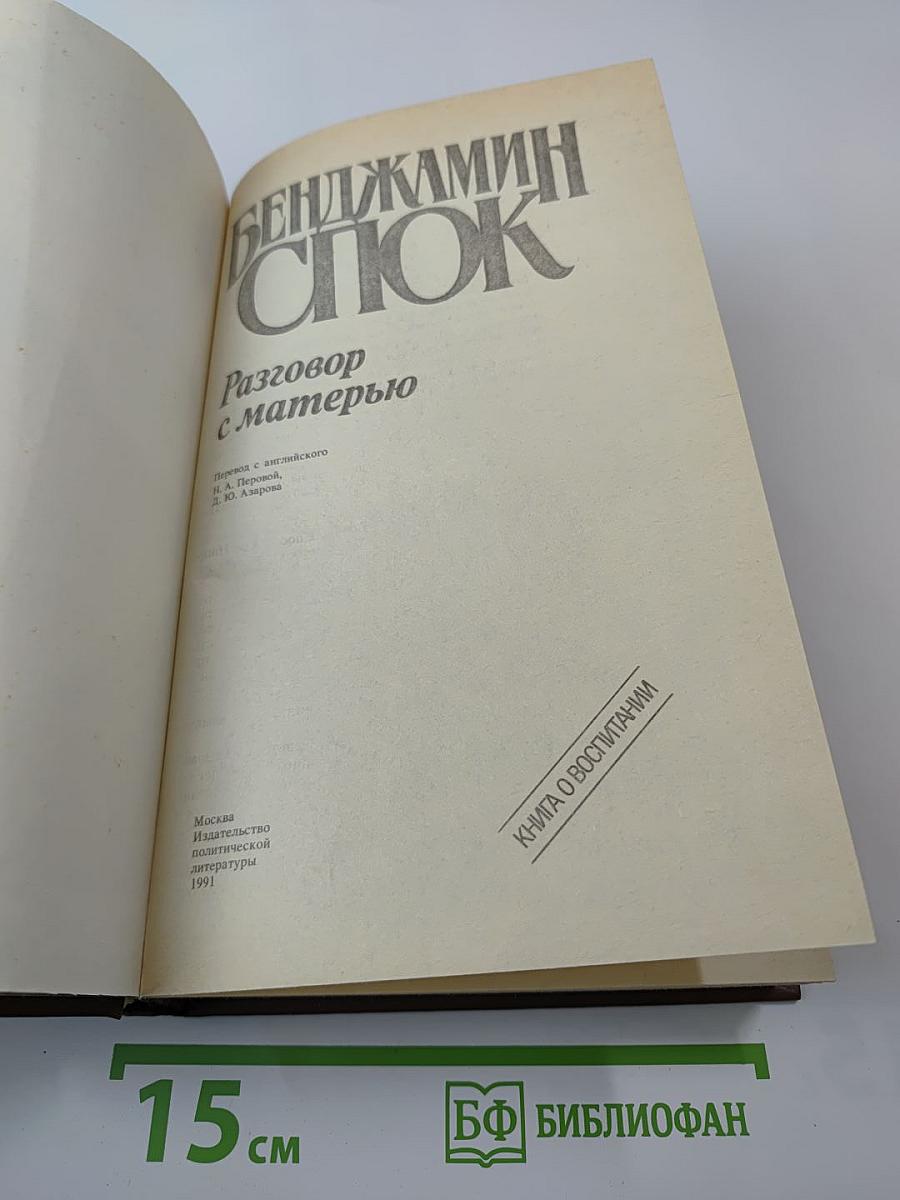 БЕНДЖАМИН
СПОК
Разговор
с матерью
Перевод с английского
Н. А. Перовой,
Д. Ю. Азарова
КНИГА О ВОСПИТАНИИ
Москва
Издательство
политической
литературы
1991
15 см
БФ БИБЛИОФАН